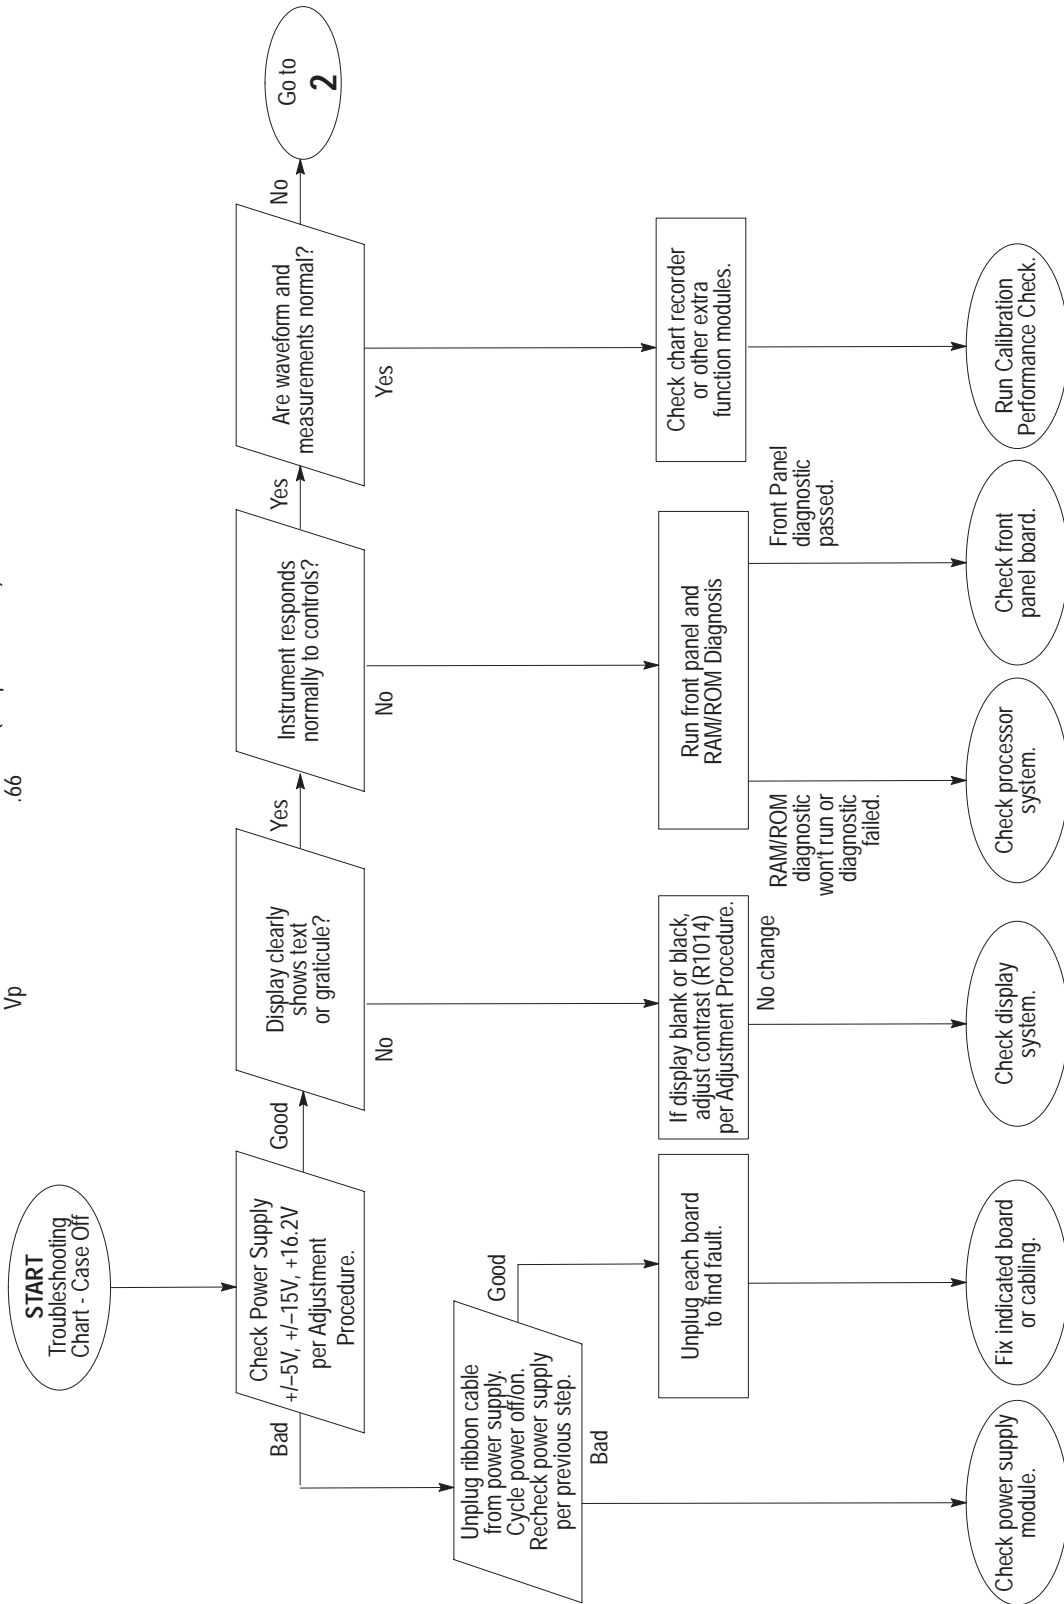 Vp
.66
START
Troubleshooting
Chart - Case Off
Check Power Supply
+/–5V, +/–15V, +16.2V
per Adjustment
Procedure.
Good
Bad
Display clearly
shows text
or graticule?
Yes
No
Instrument responds
normally to controls?
Yes
No
Are waveform and
measurements normal?
No
Yes
Go to
2
Unplug ribbon cable
from power supply.
Cycle power off/on.
Recheck power supply
per previous step.
Good
Bad
Unplug each board
to find fault.
If display blank or black,
adjust contrast (R1014)
per Adjustment Procedure.
No change
Run front panel and
RAM/ROM Diagnosis
RAM/ROM
diagnostic
won't run or
diagnostic
failed.
Front Panel
diagnostic
passed.
Check chart recorder
or other extra
function modules.
Check power supply
module.
Fix indicated board
or cabling.
Check display
system.
Check processor
system.
Check front
panel board.
Run Calibration
Performance Check.